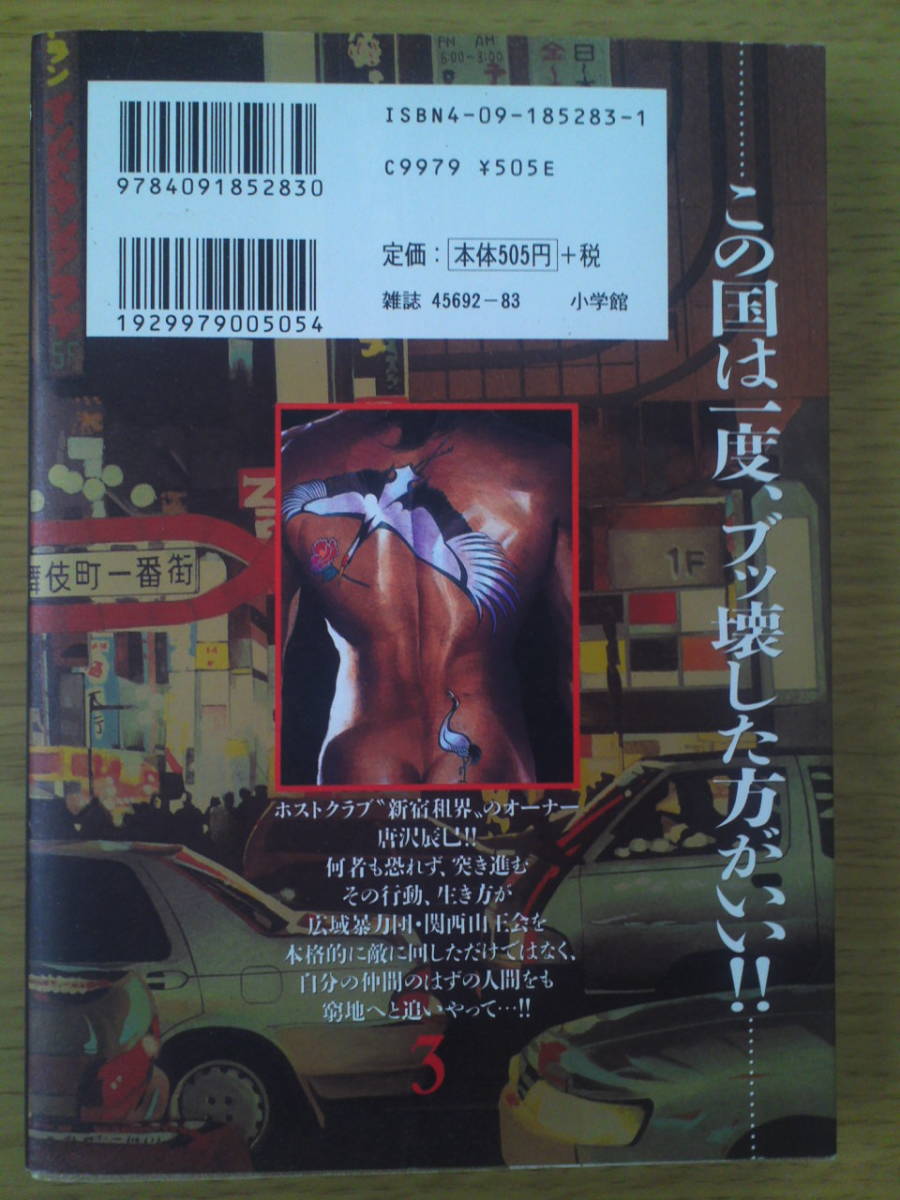 ISBN4-09-185283-1
C9979 ¥505E
9784091852830
定価：本体505円+税
雑誌 45692-83 小学館
1929979005054
この国は一度、ブッ壊した方がいい!!
舞伎町一番街
1F
5F
ホストクラブ〝新宿租界〟のオーナー
唐沢辰巳!!
何者も恐れず、突き進む
その行動、生き方が
広域暴力団・関西山王会を
本格的に敵に回しただけではなく、
自分の仲間のはずの人間をも
窮地へと追いやって…!!
3